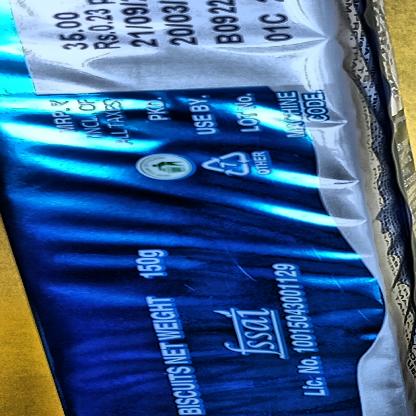 MRP ₹ 35.00
INCL. OF ALL TAXES Rs.0.23
PKD. 21/09/
USE BY. 20/03/
LOT NO. B0922
MACHINE CODE. 01C
OTHER
BISCUITS NET WEIGHT 150g
fssai
Lic. No. 10015043001129